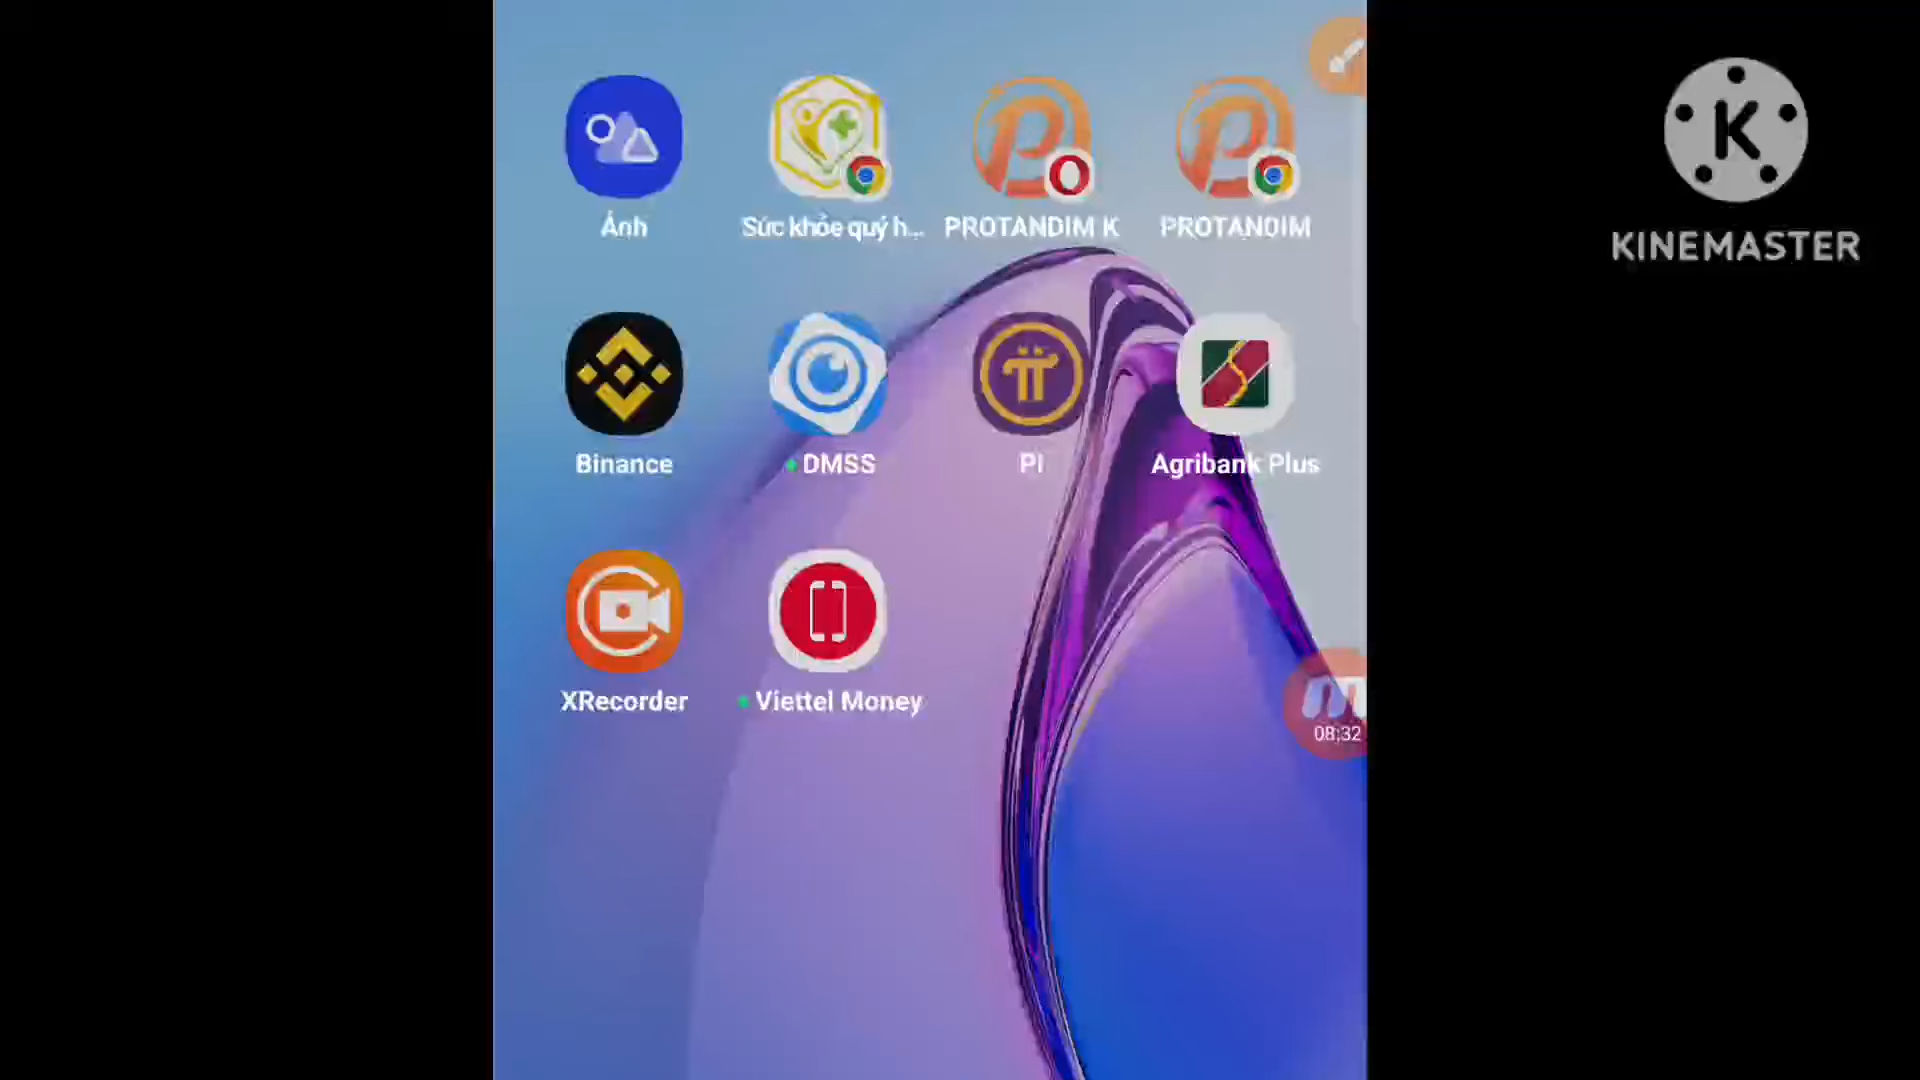 Ảnh
Sức khỏe quý h...
PROTANDIM K
PROTANDIM
Binance
DMSS
PI
Agribank Plus
XRecorder
Viettel Money
08:32
K
KINEMASTER